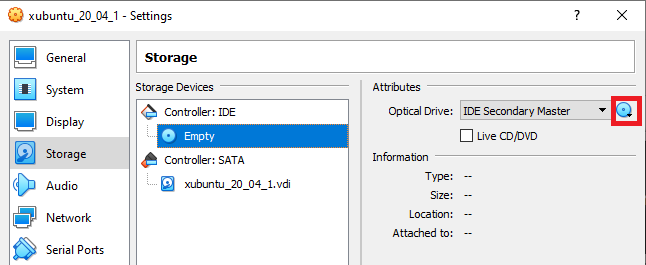 xubuntu_20_04_1 - Settings
General
System
Display
Storage
Audio
Network
Serial Ports
Storage
Storage Devices
Controller: IDE
Empty
Controller: SATA
xubuntu_20_04_1.vdi
Attributes
Optical Drive: IDE Secondary Master
Live CD/DVD
Information
Type: --
Size: --
Location: --
Attached to: --